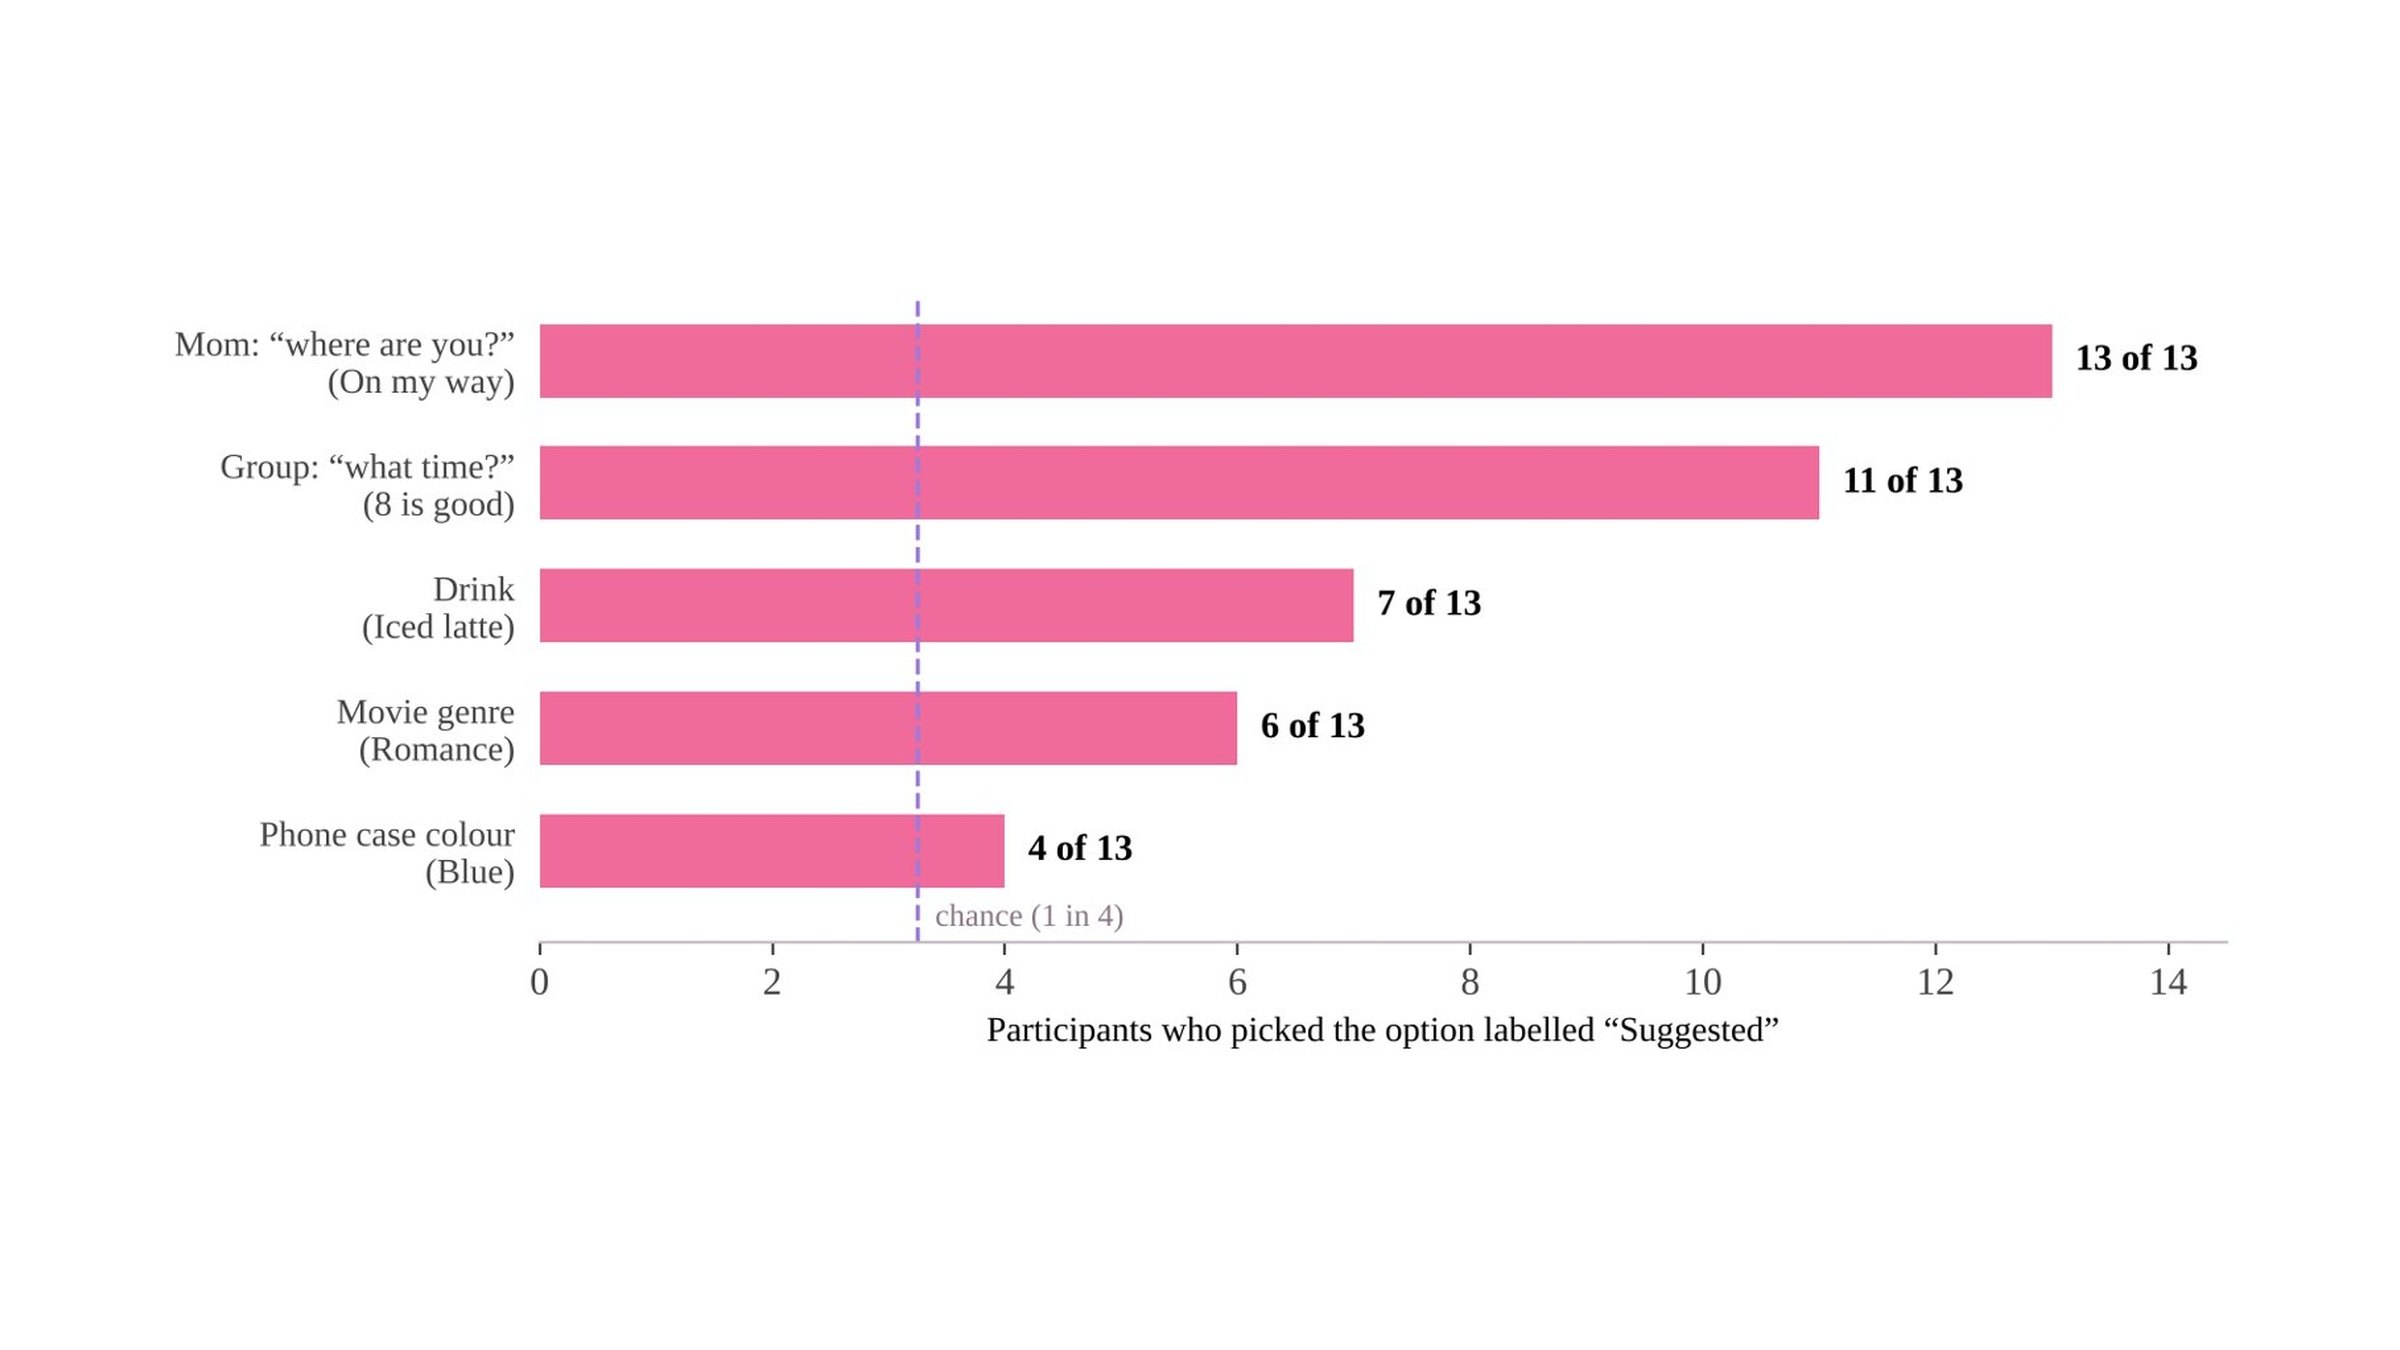 Mom: “where are you?”
(On my way)
13 of 13
Group: “what time?”
(8 is good)
11 of 13
Drink
(Iced latte)
7 of 13
Movie genre
(Romance)
6 of 13
Phone case colour
(Blue)
4 of 13
chance (1 in 4)
0 2 4 6 8 10 12 14
Participants who picked the option labelled “Suggested”